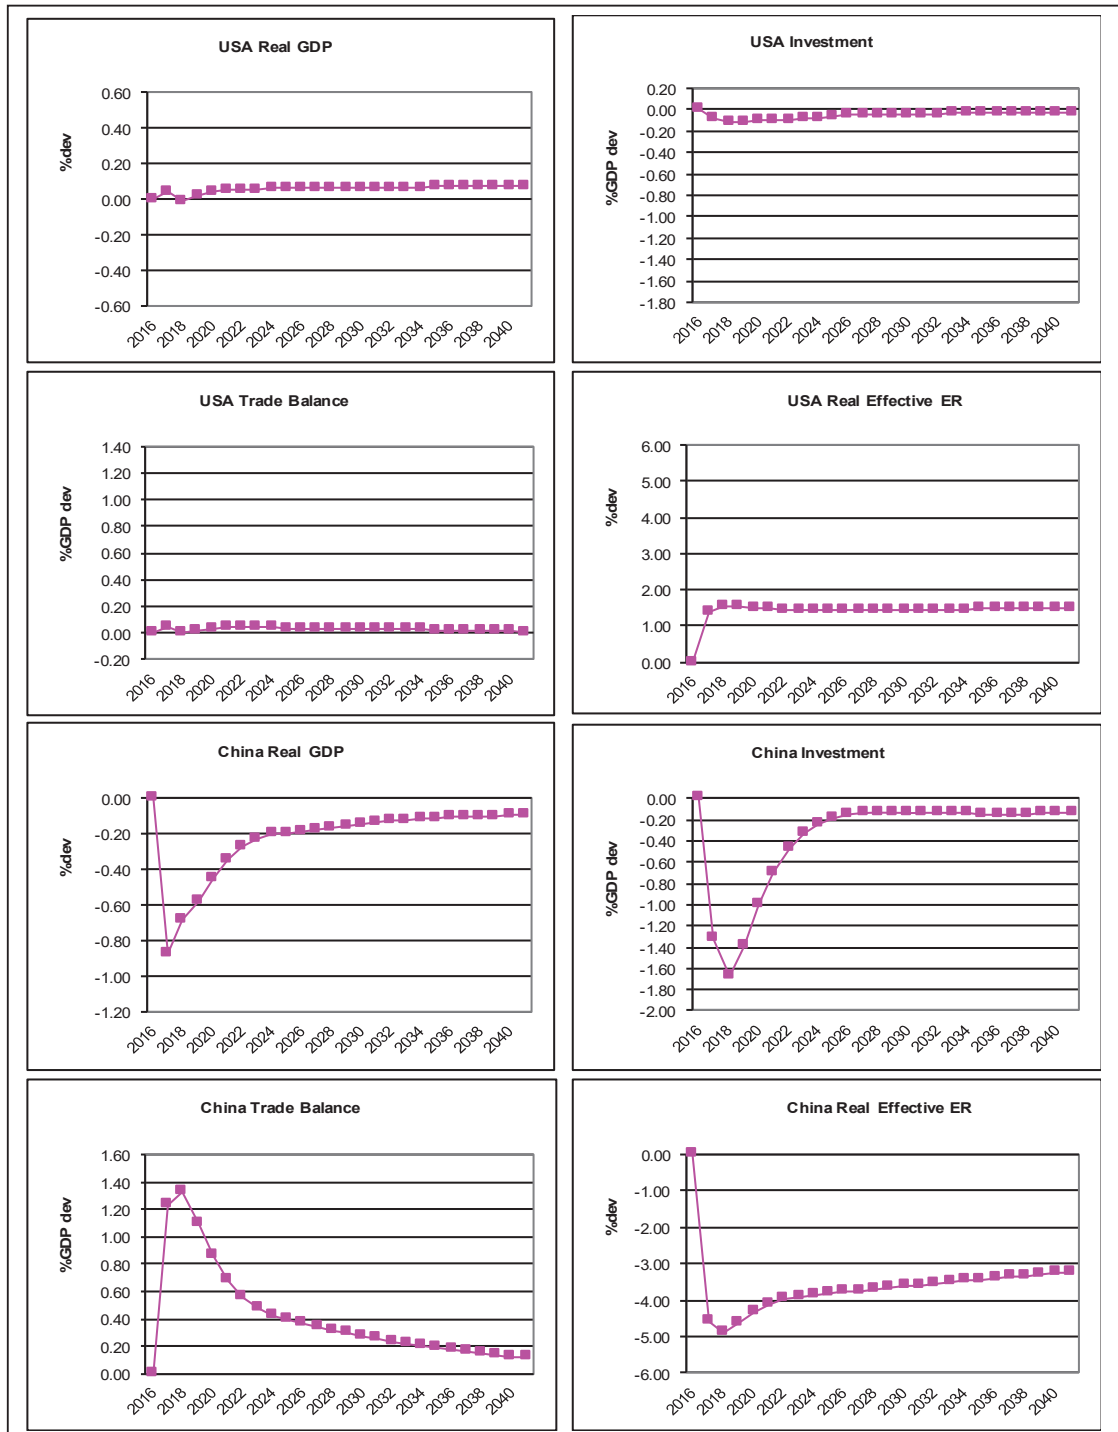 USA Real GDP
%dev
0.60
0.40
0.20
0.00
-0.20
-0.40
-0.60
2016 2018 2020 2022 2024 2026 2028 2030 2032 2034 2036 2038 2040
USA Investment
%GDP dev
0.20
0.00
-0.20
-0.40
-0.60
-0.80
-1.00
-1.20
-1.40
-1.60
-1.80
2016 2018 2020 2022 2024 2026 2028 2030 2032 2034 2036 2038 2040
USA Trade Balance
%GDP dev
1.40
1.20
1.00
0.80
0.60
0.40
0.20
0.00
-0.20
2016 2018 2020 2022 2024 2026 2028 2030 2032 2034 2036 2038 2040
USA Real Effective ER
%dev
6.00
5.00
4.00
3.00
2.00
1.00
0.00
2016 2018 2020 2022 2024 2026 2028 2030 2032 2034 2036 2038 2040
China Real GDP
%dev
0.00
-0.20
-0.40
-0.60
-0.80
-1.00
-1.20
2016 2018 2020 2022 2024 2026 2028 2030 2032 2034 2036 2038 2040
China Investment
%GDP dev
0.00
-0.20
-0.40
-0.60
-0.80
-1.00
-1.20
-1.40
-1.60
-1.80
-2.00
2016 2018 2020 2022 2024 2026 2028 2030 2032 2034 2036 2038 2040
China Trade Balance
%GDP dev
1.60
1.40
1.20
1.00
0.80
0.60
0.40
0.20
0.00
2016 2018 2020 2022 2024 2026 2028 2030 2032 2034 2036 2038 2040
China Real Effective ER
%dev
0.00
-1.00
-2.00
-3.00
-4.00
-5.00
-6.00
2016 2018 2020 2022 2024 2026 2028 2030 2032 2034 2036 2038 2040